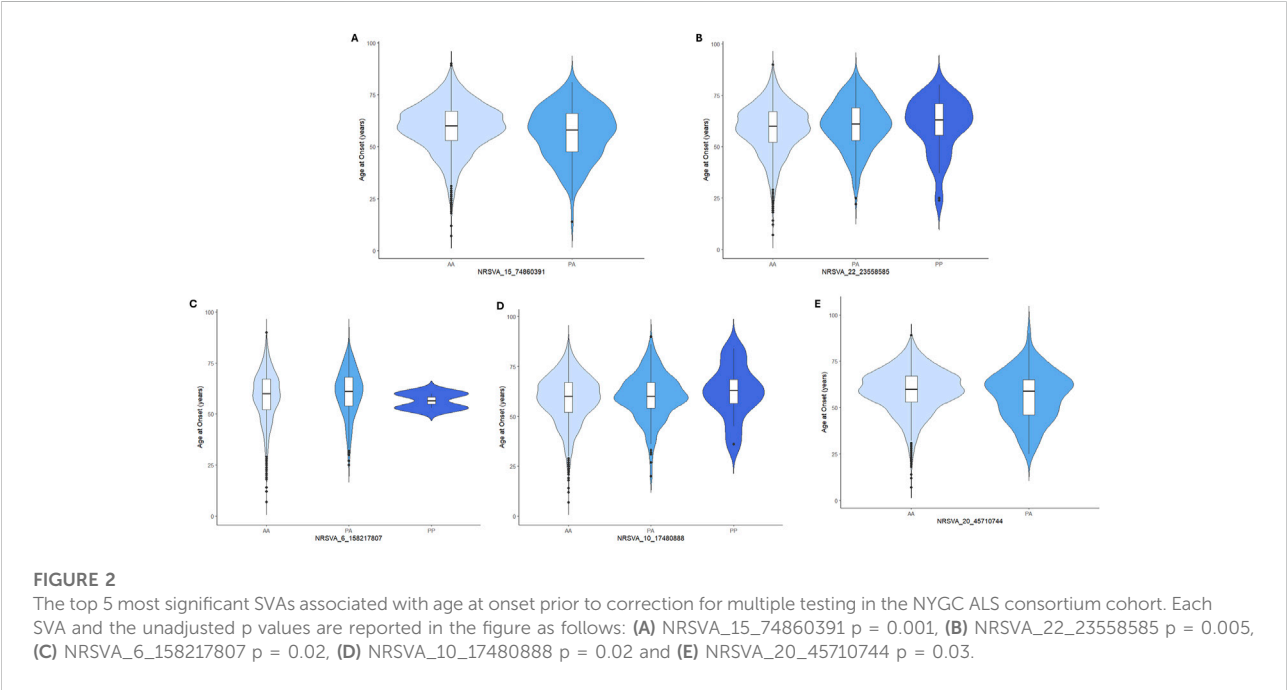 A
100
75
50
25
0
Age at Onset (years)
AA
PA
NRSVA_15_74860391
B
100
75
50
25
0
Age at Onset (years)
AA
PA
PP
NRSVA_22_23558585
C
100
75
50
25
0
Age at Onset (years)
AA
PA
PP
NRSVA_6_158217807
D
100
75
50
25
0
Age at Onset (years)
AA
PA
PP
NRSVA_10_17480888
E
100
75
50
25
0
Age at Onset (years)
AA
PA
NRSVA_20_45710744
FIGURE 2
The top 5 most significant SVAs associated with age at onset prior to correction for multiple testing in the NYGC ALS consortium cohort. Each
SVA and the unadjusted p values are reported in the figure as follows: (A) NRSVA_15_74860391 p = 0.001, (B) NRSVA_22_23558585 p = 0.005,
(C) NRSVA_6_158217807 p = 0.02, (D) NRSVA_10_17480888 p = 0.02 and (E) NRSVA_20_45710744 p = 0.03.